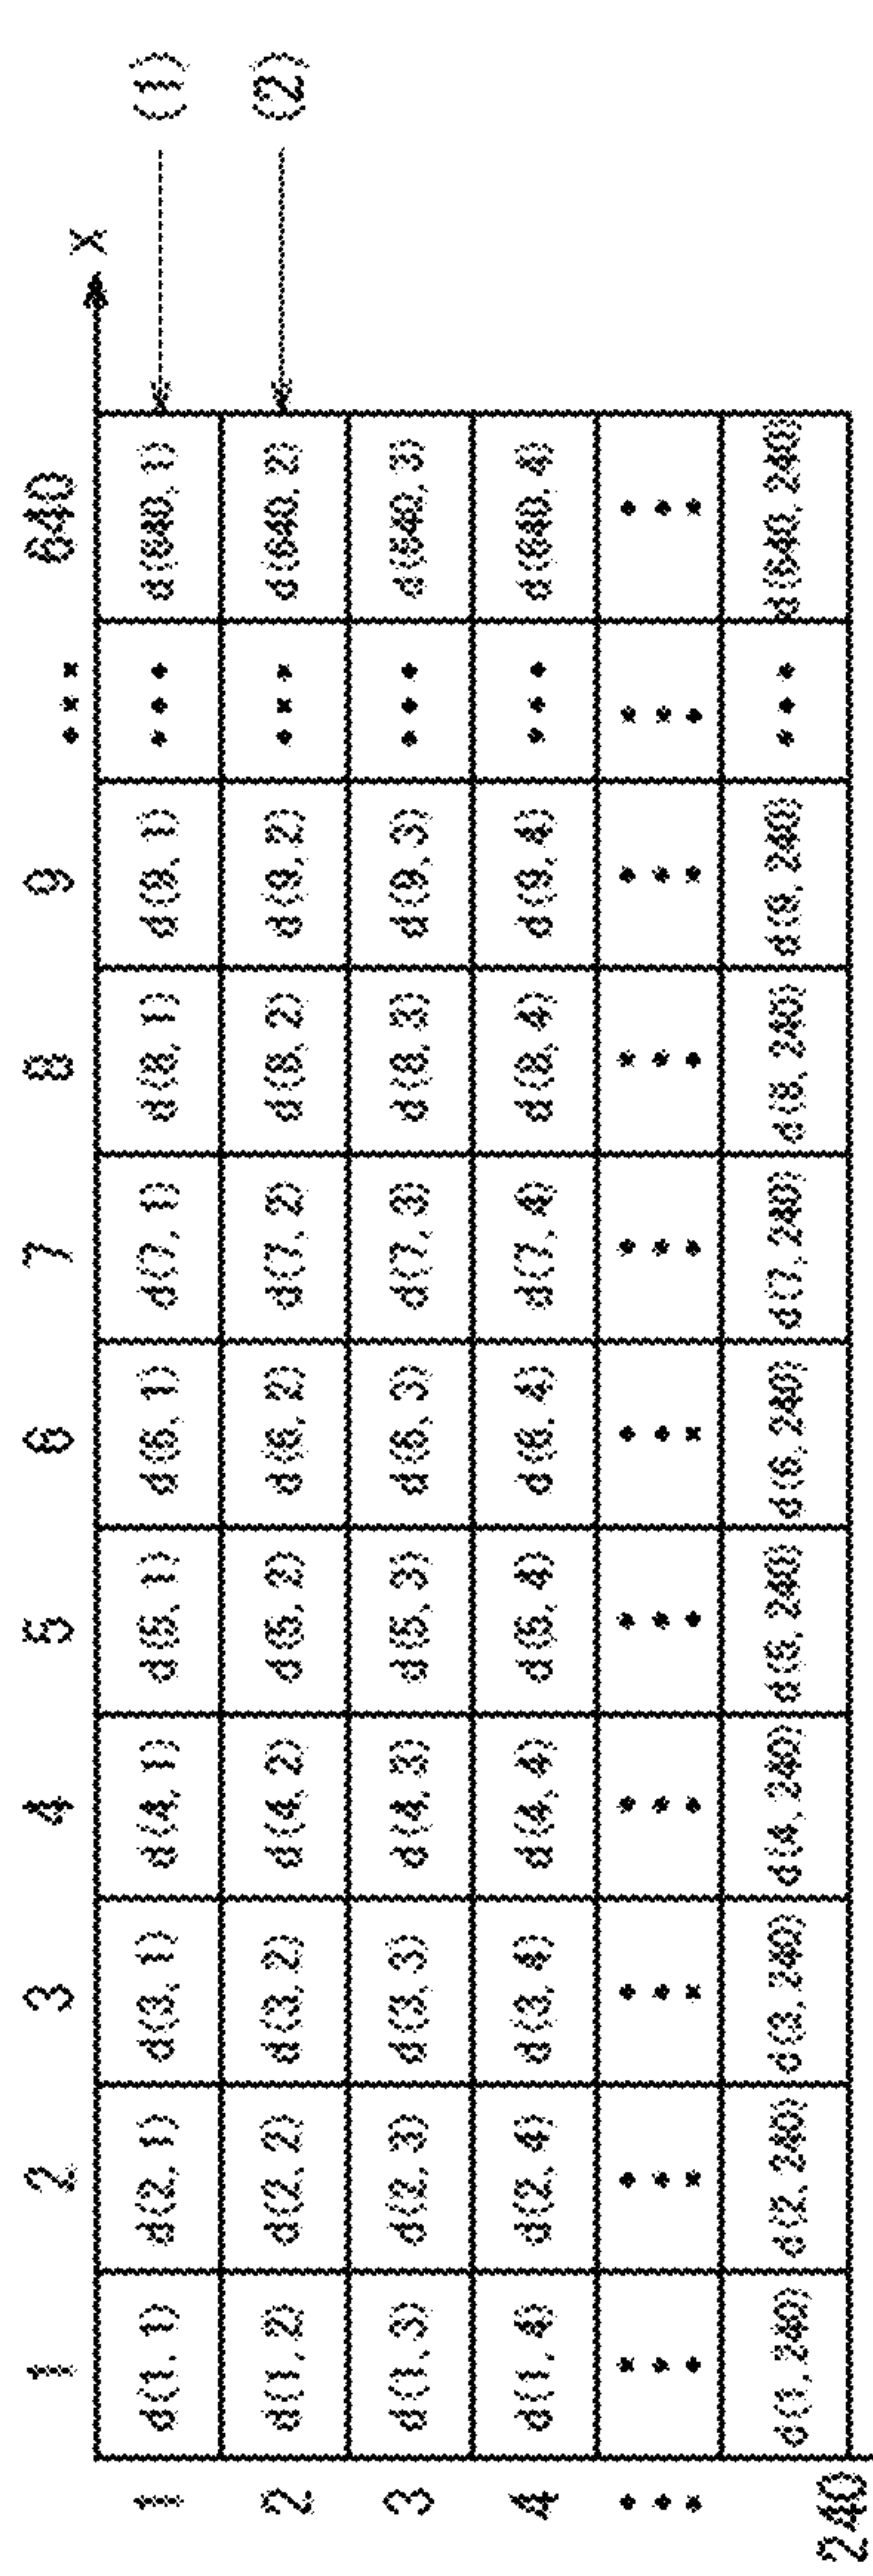 1 2 3 4 5 6 7 8 9 ••• 640 X
1 d(1, 1) d(2, 1) d(3, 1) d(4, 1) d(5, 1) d(6, 1) d(7, 1) d(8, 1) d(9, 1) ••• d(640, 1) (1)
2 d(1, 2) d(2, 2) d(3, 2) d(4, 2) d(5, 2) d(6, 2) d(7, 2) d(8, 2) d(9, 2) ••• d(640, 2) (2)
3 d(1, 3) d(2, 3) d(3, 3) d(4, 3) d(5, 3) d(6, 3) d(7, 3) d(8, 3) d(9, 3) ••• d(640, 3)
4 d(1, 4) d(2, 4) d(3, 4) d(4, 4) d(5, 4) d(6, 4) d(7, 4) d(8, 4) d(9, 4) ••• d(640, 4)
••• ••• ••• ••• ••• ••• ••• ••• ••• ••• ••• •••
240 d(1, 240) d(2, 240) d(3, 240) d(4, 240) d(5, 240) d(6, 240) d(7, 240) d(8, 240) d(9, 240) ••• d(640, 240)